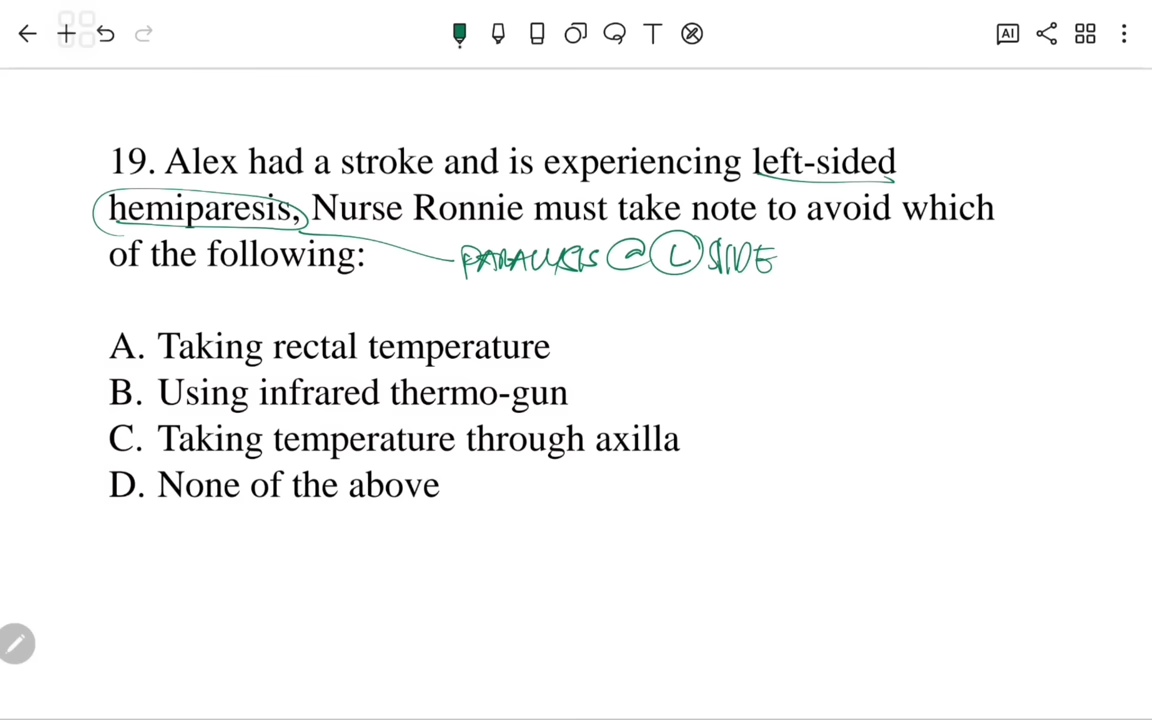 AI
T
19. Alex had a stroke and is experiencing left-sided
hemiparesis, Nurse Ronnie must take note to avoid which
of the following:
PARALYSIS @ L SIDE
A. Taking rectal temperature
B. Using infrared thermo-gun
C. Taking temperature through axilla
D. None of the above